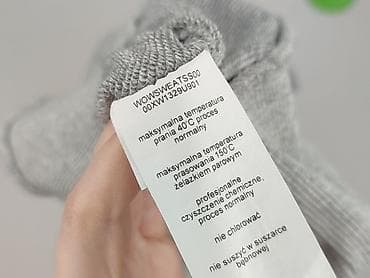 WOWSWEATSS00
00XW1329U901
maksymalna temperatura
prania 40°C proces
normalny
maksymalna temperatura
prasowania 150°C
żelazkiem parowym
profesjonalne
czyszczenie chemiczne,
proces normalny
nie chlorować
nie suszyć w suszarce
bębnowej